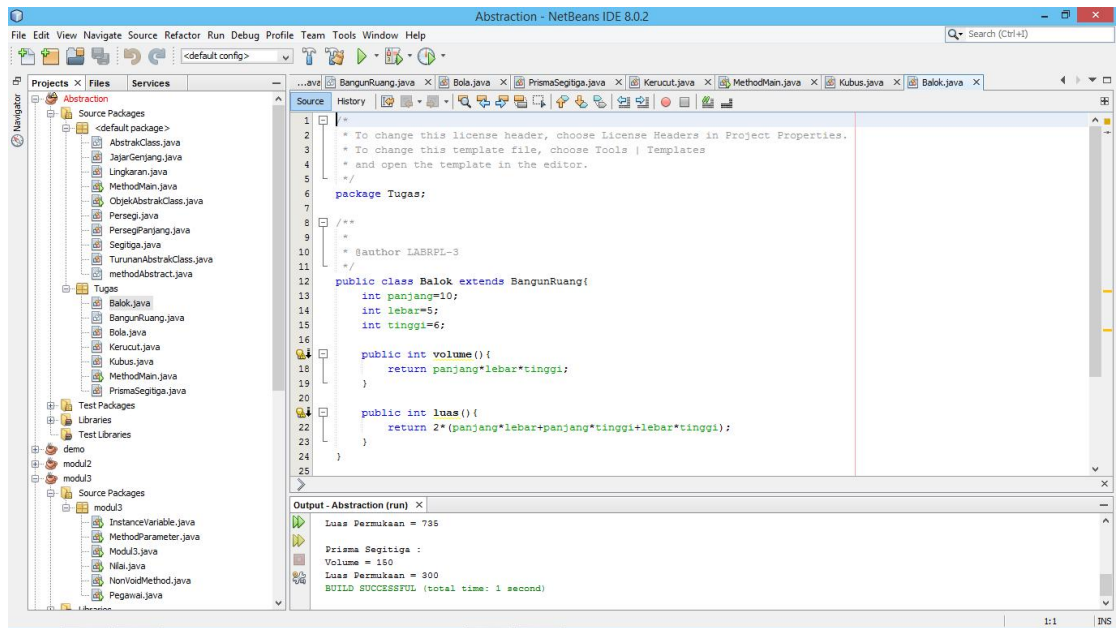 Abstraction - NetBeans IDE 8.0.2
File Edit View Navigate Source Refactor Run Debug Profile Team Tools Window Help
Search (Ctrl+I)
<default config>
Projects Files Services
...ava BangunRuang.java Bola.java PrismaSegitiga.java Kerucut.java MethodMain.java Kubus.java Balok.java
Navigator
Source History
Abstraction
Source Packages
<default package>
AbstrakClass.java
JajarGenjang.java
Lingkaran.java
MethodMain.java
ObjekAbstrakClass.java
Persegi.java
PersegiPanjang.java
Segitiga.java
TurunanAbstrakClass.java
methodAbstract.java
Tugas
Balok.java
BangunRuang.java
Bola.java
Kerucut.java
Kubus.java
MethodMain.java
PrismaSegitiga.java
Test Packages
Libraries
Test Libraries
demo
modul2
modul3
Source Packages
modul3
InstanceVariable.java
MethodParameter.java
Modul3.java
Nilai.java
NonVoidMethod.java
Pegawai.java
Libraries
1 /*
2 * To change this license header, choose License Headers in Project Properties.
3 * To change this template file, choose Tools | Templates
4 * and open the template in the editor.
5 */
6 package Tugas;
7
8 /**
9 *
10 * @author LABRPL-3
11 */
12 public class Balok extends BangunRuang{
13 int panjang=10;
14 int lebar=5;
15 int tinggi=6;
16
public int volume(){
18 return panjang*lebar*tinggi;
19 }
20
public int luas(){
22 return 2*(panjang*lebar+panjang*tinggi+lebar*tinggi);
23 }
24 }
25
Output - Abstraction (run)
Luas Permukaan = 735
Prisma Segitiga :
Volume = 150
Luas Permukaan = 300
BUILD SUCCESSFUL (total time: 1 second)
1:1 INS